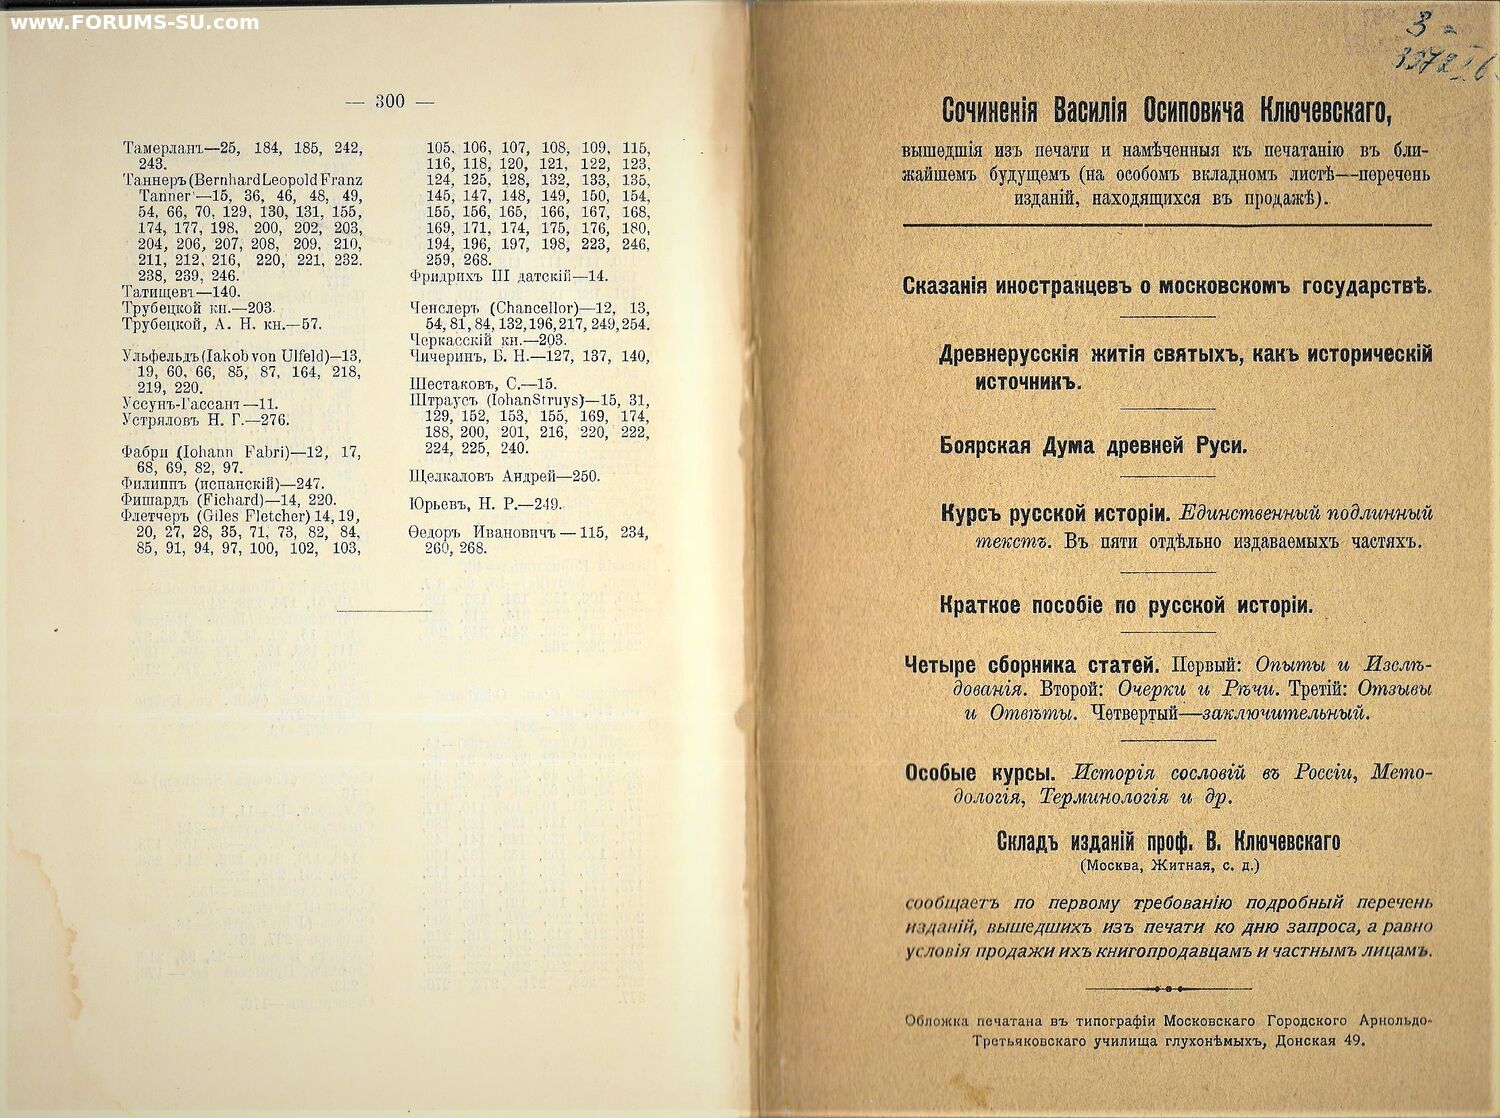 www.FORUMS-SU.com
— 300 —
Тамерланъ—25, 184, 185, 242,
243.
Таннеръ (Bernhard Leopold Franz
Tanner'—15, 36, 46, 48, 49,
54, 66, 70, 129, 130, 131, 155,
174, 177, 198, 200, 202, 203,
204, 206, 207, 208, 209, 210,
211, 212, 216, 220, 221, 232.
238, 239, 246.
Татищевъ—140.
Трубецкой кн.—203.
Трубецкой, А. Н. кн.—57.
Ульфельдъ (Iakob von Ulfeld)—13,
19, 60, 66, 85, 87, 164, 218,
219, 220.
Уссунъ-Гассанъ—11.
Устряловъ Н. Г.—276.
Фабри (Iohann Fabri)—12, 17,
68, 69, 82, 97.
Филиппъ (испанскій)—247.
Фишардъ (Fichard)—14, 220.
Флетчеръ (Giles Fletcher) 14, 19,
20, 27, 28, 35, 71, 73, 82, 84,
85, 91, 94, 97, 100, 102, 103,
105, 106, 107, 108, 109, 115,
116, 118, 120, 121, 122, 123,
124, 125, 128, 132, 133, 135,
145, 147, 148, 149, 150, 154,
155, 156, 165, 166, 167, 168,
169, 171, 174, 175, 176, 180,
194, 196, 197, 198, 223, 246,
259, 268.
Фридрихъ III датскій—14.
Ченслеръ (Chancellor)—12, 13,
54, 81, 84, 132, 196, 217, 249, 254.
Черкасскій кн.—203.
Чичеринъ, Б. Н.—127, 137, 140,
Шестаковъ, С.—15.
Штраусъ (Iohan Struys)—15, 31,
129, 152, 153, 155, 169, 174,
188, 200, 201, 216, 220, 222,
224, 225, 240.
Щелкаловъ Андрей—250.
Юрьевъ, Н. Р.—249.
Ѳедоръ Ивановичъ — 115, 234,
260, 268.
Сочиненія Василія Осиповича Ключевскаго,
вышедшія изъ печати и намѣченныя къ печатанію въ бли-
жайшемъ будущемъ (на особомъ вкладномъ листѣ—перечень
изданій, находящихся въ продажѣ).
Сказанія иностранцевъ о московскомъ государствѣ.
Древнерусскія житія святыхъ, какъ историческій
источникъ.
Боярская Дума древней Руси.
Курсъ русской исторіи. Единственный подлинный
текстъ. Въ пяти отдѣльно издаваемыхъ частяхъ.
Краткое пособіе по русской исторіи.
Четыре сборника статей. Первый: Опыты и Изслѣ-
дованія. Второй: Очерки и Рѣчи. Третій: Отзывы
и Отвѣты. Четвертый—заключительный.
Особые курсы. Исторія сословій въ Россіи, Мето-
дологія, Терминологія и др.
Складъ изданій проф. В. Ключевскаго
(Москва, Житная, с. д.)
сообщаетъ по первому требованію подробный перечень
изданій, вышедшихъ изъ печати ко дню запроса, а равно
условія продажи ихъ книгопродавцамъ и частнымъ лицамъ.
Обложка печатана въ типографіи Московскаго Городского Арнольдо-
Третьяковскаго училища глухонѣмыхъ, Донская 49.